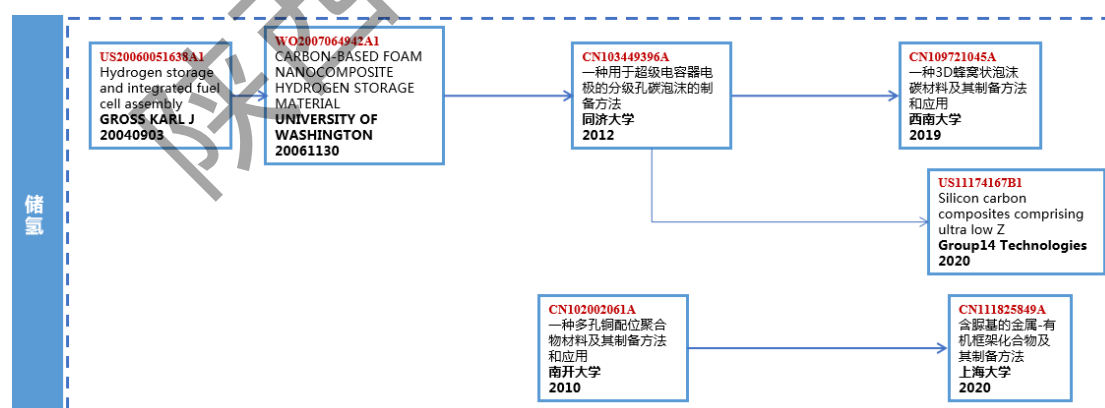 US20060051638A1
Hydrogen storage
and integrated fuel
cell assembly
GROSS KARL J
20040903
WO2007064942A1
CARBON-BASED FOAM
NANOCOMPOSITE
HYDROGEN STORAGE
MATERIAL
UNIVERSITY OF
WASHINGTON
20061130
CN103449396A
一种用于超级电容器电
极的分级孔碳泡沫的制
备方法
同济大学
2012
CN109721045A
一种3D蜂窝状泡沫
碳材料及其制备方法
和应用
西南大学
2019
储
氢
US11174167B1
Silicon carbon
composites comprising
ultra low Z
Group14 Technologies
2020
CN102002061A
一种多孔铜配位聚合
物材料及其制备方法
和应用
南开大学
2010
CN111825849A
含脲基的金属-有
机框架化合物及
其制备方法
上海大学
2020
陕西